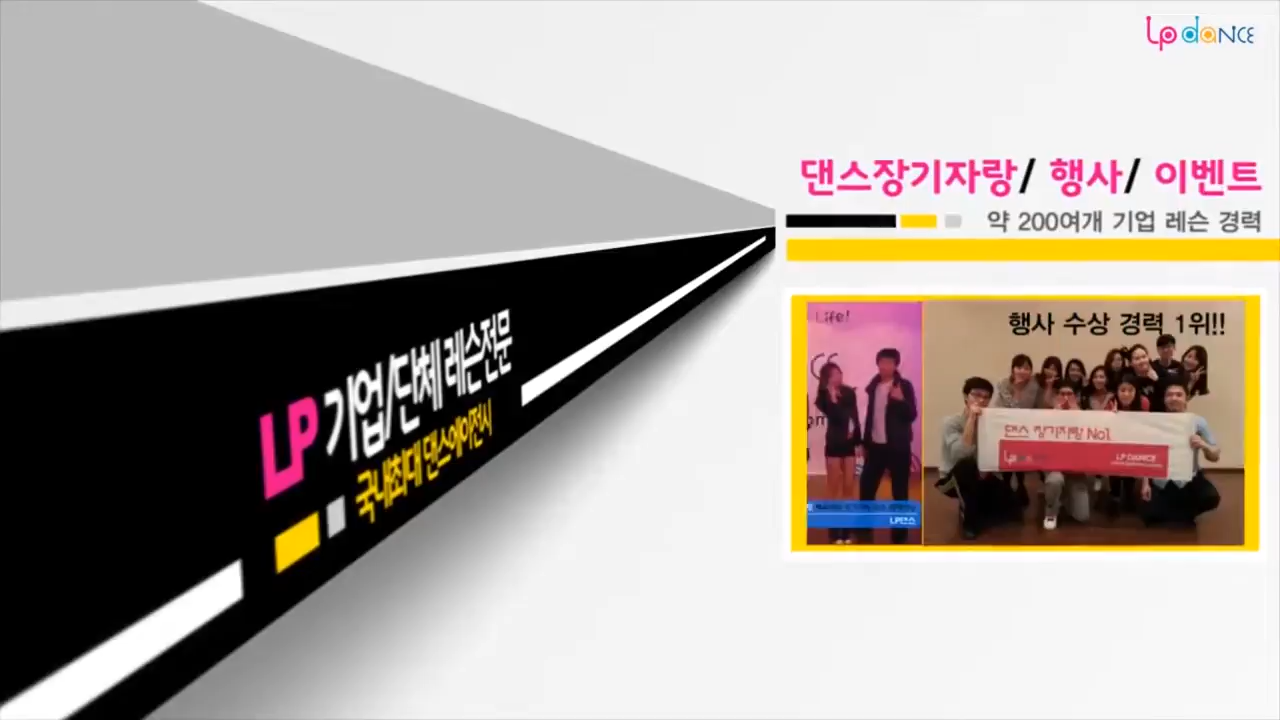 Lp dANCE
댄스장기자랑/ 행사/ 이벤트
약 200여개 기업 레슨 경력
LP 기업/단체 레슨전문
국내최대 댄스에이전시
Life!
행사 수상 경력 1위!!
댄스 장기자랑 No1
LP DANCE
LP댄스